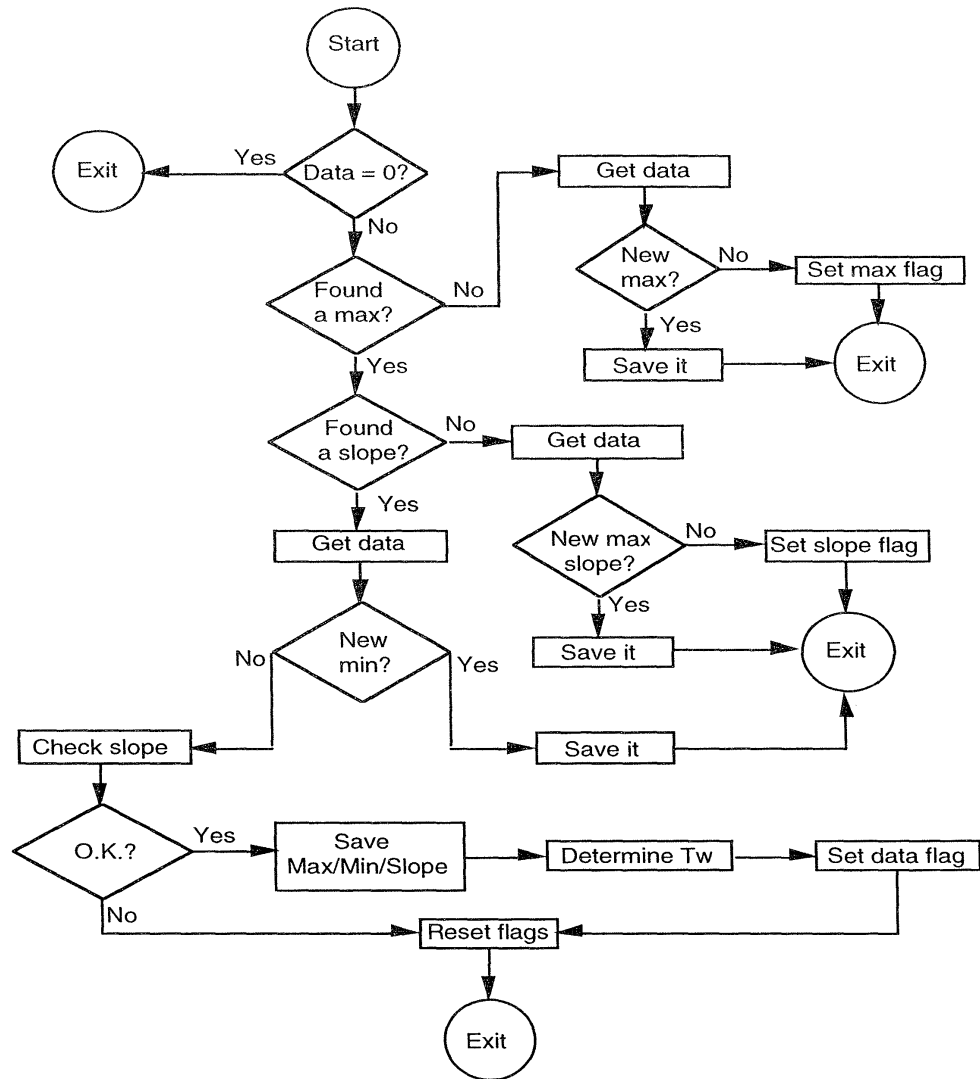 Start
Exit
Yes
Data = 0?
No
Get data
Found
a max?
No
New
max?
No
Set max flag
Yes
Yes
Save it
Exit
Found
a slope?
No
Get data
Yes
Get data
New max
slope?
No
Set slope flag
Yes
New
min?
No
Yes
Save it
Exit
Check slope
Save it
O.K.?
Yes
Save
Max/Min/Slope
Determine Tw
Set data flag
No
Reset flags
Exit